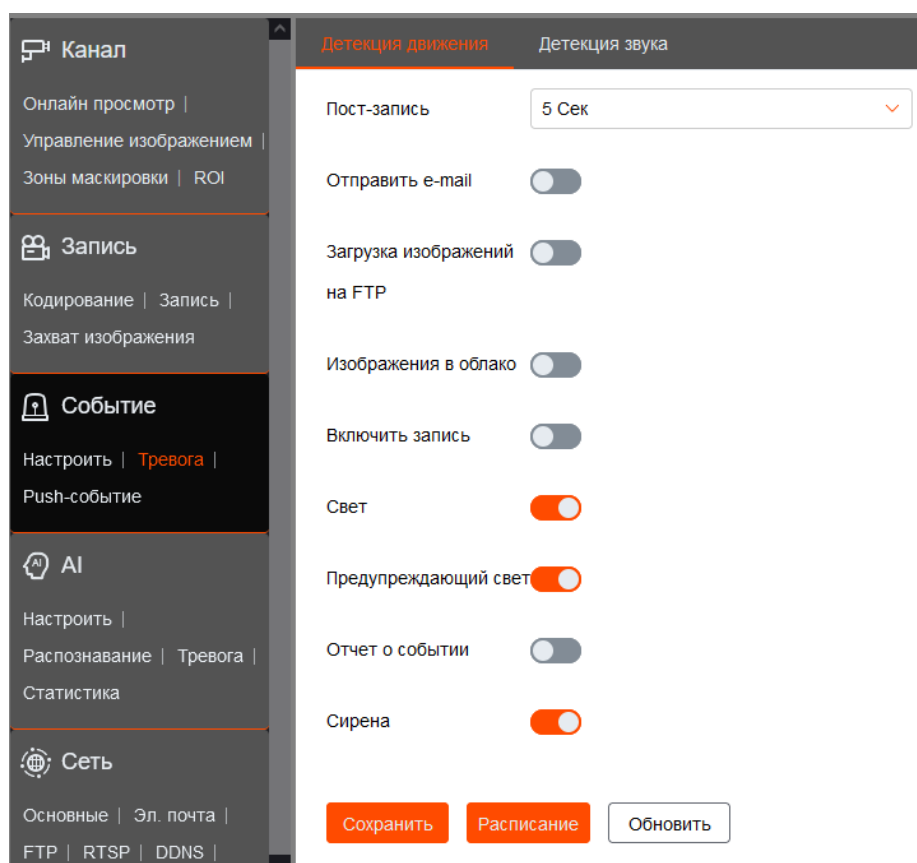 Канал
Онлайн просмотр |
Управление изображением |
Зоны маскировки | ROI
Запись
Кодирование | Запись |
Захват изображения
Событие
Настроить | Тревога |
Push-событие
AI
AI
Настроить |
Распознавание | Тревога |
Статистика
Сеть
Основные | Эл. почта |
FTP | RTSP | DDNS |
Детекция движения Детекция звука
Пост-запись 5 Сек
Отправить e-mail
Загрузка изображений
на FTP
Изображения в облако
Включить запись
Свет
Предупреждающий свет
Отчет о событии
Сирена
Сохранить Расписание Обновить